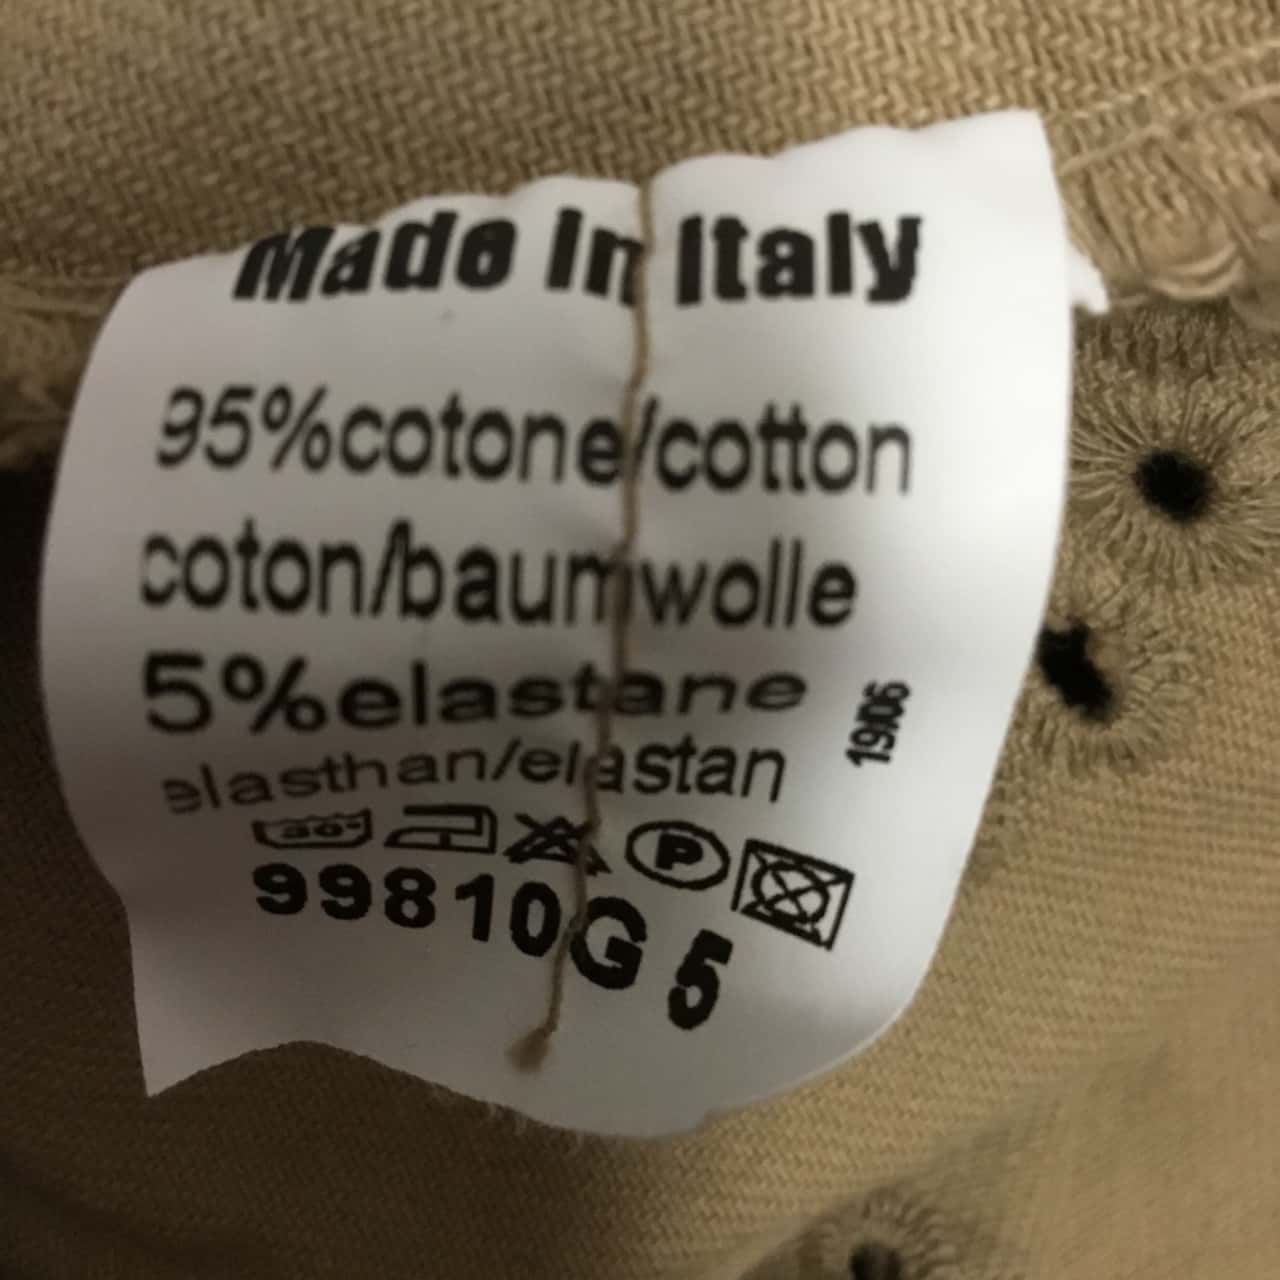 Made In Italy
95%cotone/cotton
coton/baumwolle
5%elastane
elasthan/elastan
19/06
30°
P
99810G 5